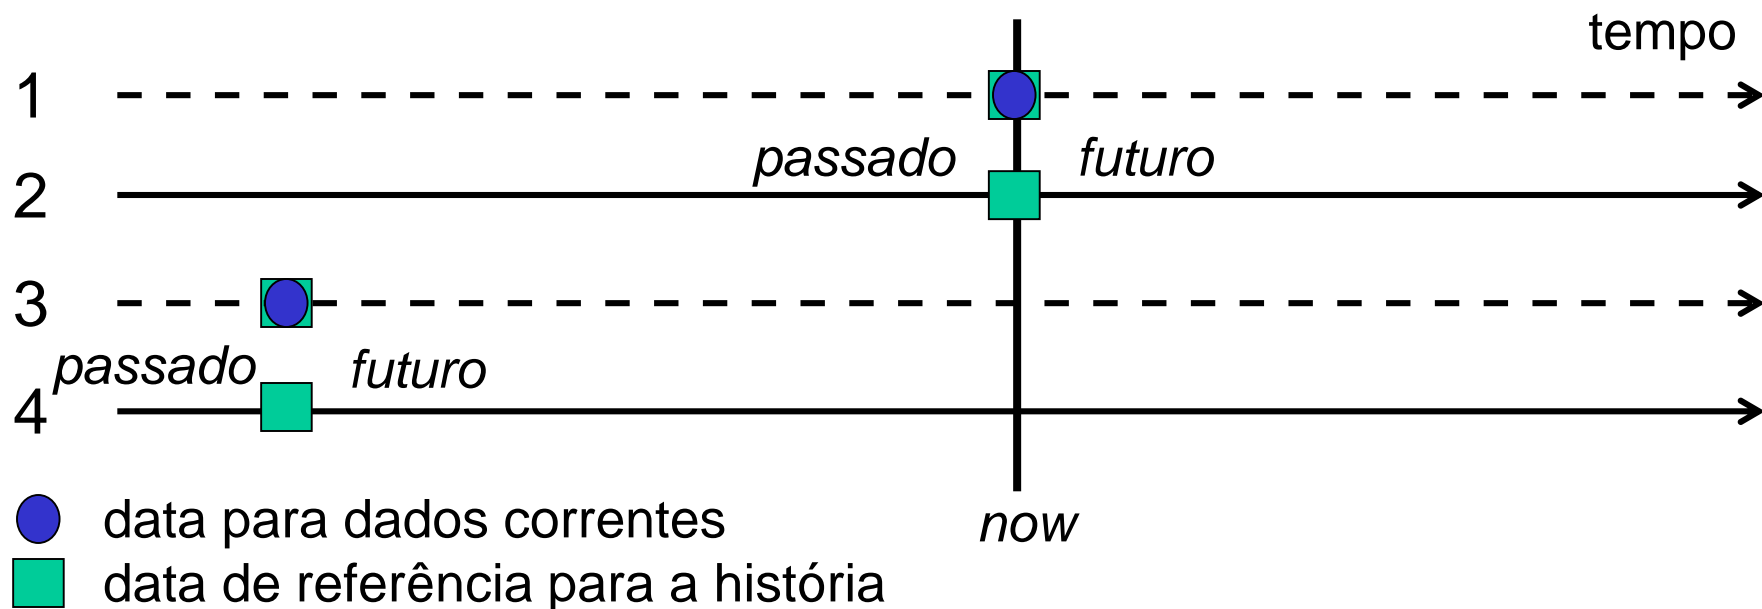 tempo
1
passado futuro
2
3
passado futuro
4
now
data para dados correntes
data de referência para a história